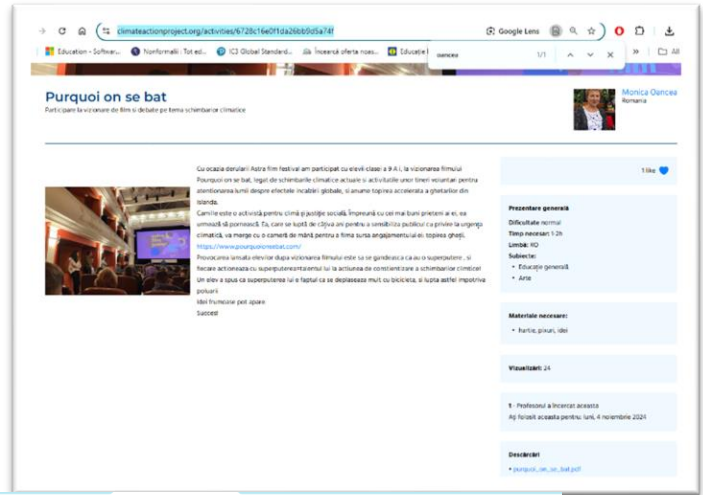 climateactionproject.org/activities/6728c16e0f1da26bb9d5a74f
Google Lens
Education - Softwar...
Nonformalii: Tot est...
IC3 Global Standard...
Încearcă oferta noas...
Educație
oancea
1/1
All
Purquoi on se bat
Participare la vizionare de film si debate pe tema schimbarilor climatice
Monica Oancea
Romania
Cu ocazia derularii Astra film festival am participat cu elevii clasei a 9 A i, la vizionarea filmului
Pourquoi on se bat, legat de schimbarile climatice actuale si activitatile unor tineri voluntari pentru
atentionarea lumii despre efectele incalzirii globale, si anume topirea accelerata a ghetarilor din
Islanda.
Camille este o activistă pentru climă și justiție socială. Împreună cu cei mai buni prieteni ai ei, ea
urmează să pornească. Ea, care se luptă de câțiva ani pentru a sensibiliza publicul cu privire la urgența
climatică, va merge cu o cameră de mână pentru a filma sursa angajamentului ei: topirea gheții.
https://www.pourquoionsebat.com/
Provocarea lansata elevilor dupa vizionarea filmului este sa se gandeasca ca au o superputere , si
fiecare actioneaza cu superputerea/talentul lui la actiunea de constientizare a schimbarilor climtice!
Un elev a spus ca superputerea lui e faptul ca se deplaseaza mult cu bicicleta, si lupta astfel impotriva
poluarii
Idei frumoase pot apare
Succes!
1 like
Prezentare generală
Dificultate normal
Timp necesar: 1-2h
Limbă: RO
Subiecte:
• Educație generală
• Arte
Materiale necesare:
• hartie, pixuri, idei
Vizualizări: 24
1 - Profesorul a încercat aceasta
Ați folosit aceasta pentru: luni, 4 noiembrie 2024
Descărcări
• purquoi_on_se_bat.pdf